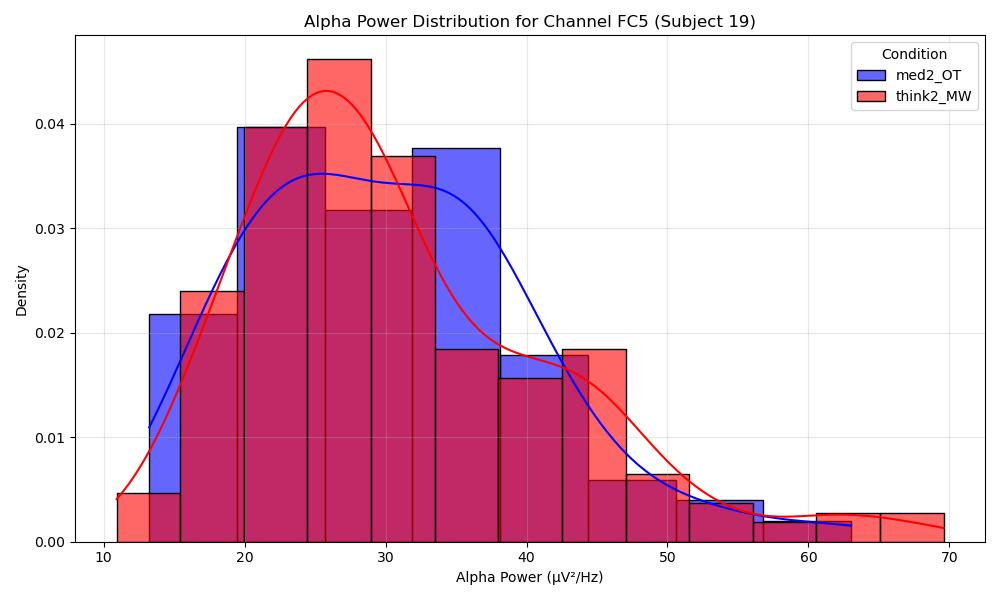 Alpha Power Distribution for Channel FC5 (Subject 19)
Condition
med2_OT
think2_MW
0.04
0.03
0.02
0.01
0.00
Density
10 20 30 40 50 60 70
Alpha Power (μV²/Hz)